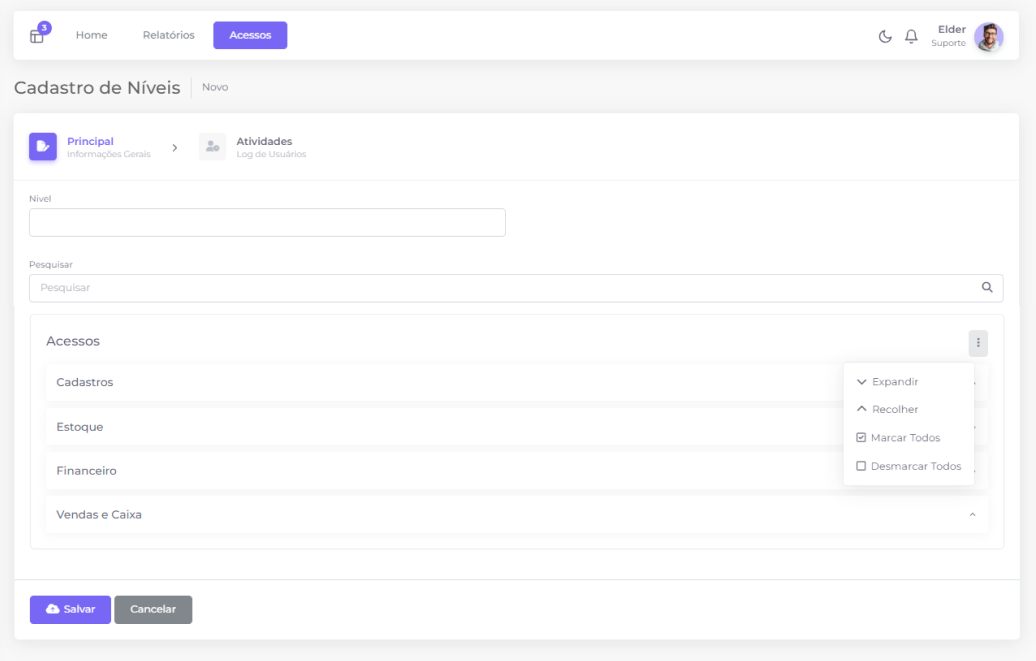 3
Home
Relatórios
Acessos
Elder
Suporte
Cadastro de Níveis
Novo
Principal
Informações Gerais
Atividades
Log de Usuários
Nivel
Pesquisar
Pesquisar
Acessos
Cadastros
Expandir
Recolher
Estoque
Marcar Todos
Financeiro
Desmarcar Todos
Vendas e Caixa
Salvar
Cancelar